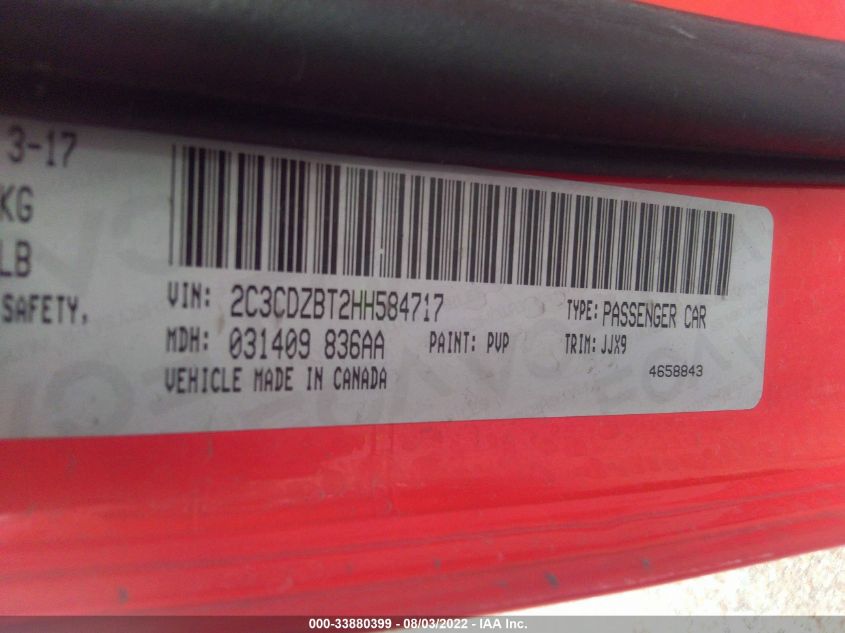 3-17
KG
LB
SAFETY,
VIN: 2C3CDZBT2HH584717 TYPE: PASSENGER CAR
MDH: 031409 836AA PAINT: PVP TRIM: JJX9
VEHICLE MADE IN CANADA 4658843
000-33880399 - 08/03/2022 - IAA Inc.